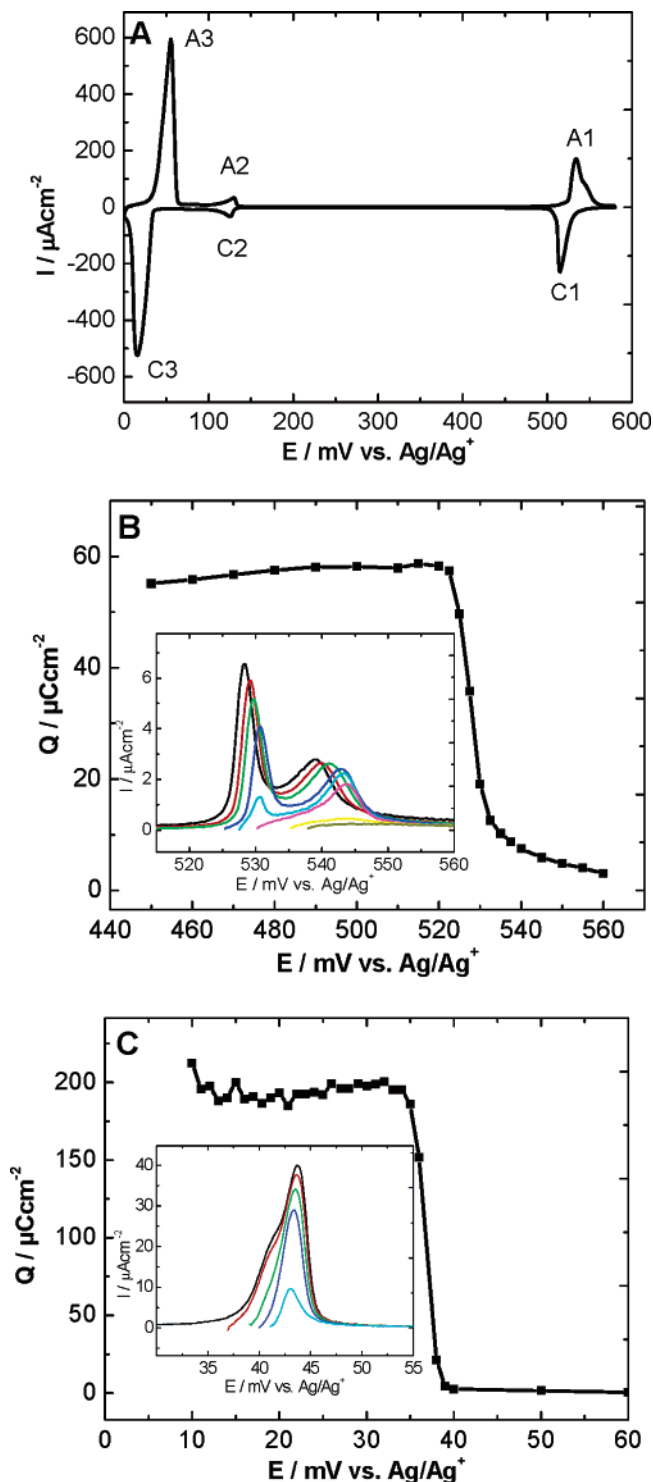 A
A3
A2
A1
C2
C1
C3
600
400
200
0
-200
-400
-600
I / µAcm⁻²
0 100 200 300 400 500 600
E / mV vs. Ag/Ag⁺
B
60
40
20
0
Q / µCcm⁻²
6
4
2
0
I / µAcm⁻²
520 530 540 550 560
E / mV vs. Ag/Ag⁺
440 460 480 500 520 540 560
E / mV vs. Ag/Ag⁺
C
200
150
100
50
0
Q / µCcm⁻²
40
30
20
10
0
I / µAcm⁻²
35 40 45 50 55
E / mV vs. Ag/Ag⁺
0 10 20 30 40 50 60
E / mV vs. Ag/Ag⁺